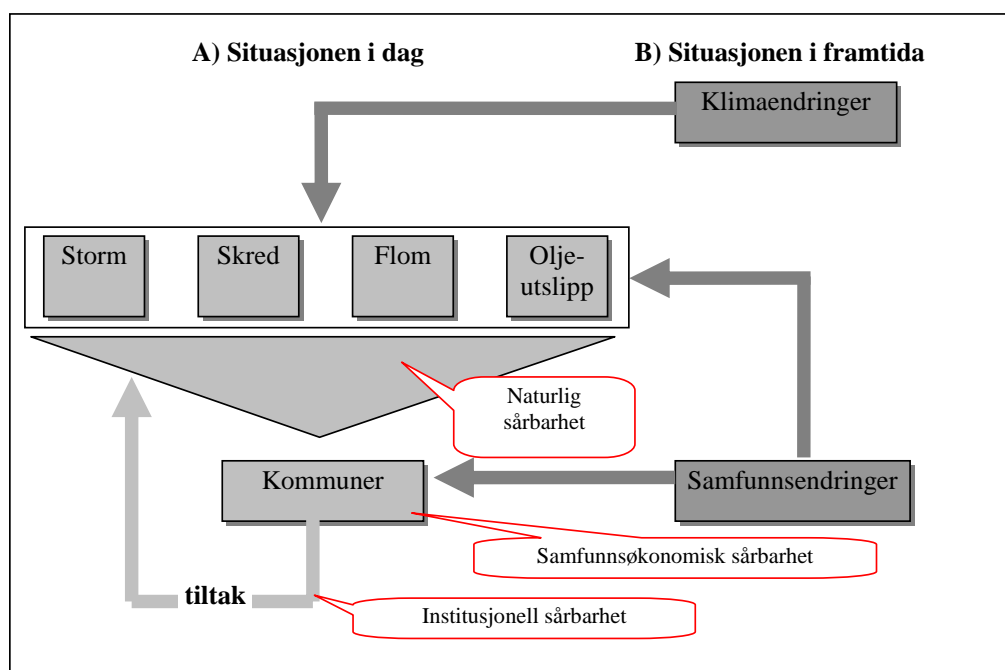 A) Situasjonen i dag
B) Situasjonen i framtida
Klimaendringer
Storm
Skred
Flom
Olje-
utslipp
Naturlig
sårbarhet
Kommuner
Samfunnsendringer
Samfunnsøkonomisk sårbarhet
tiltak
Institusjonell sårbarhet